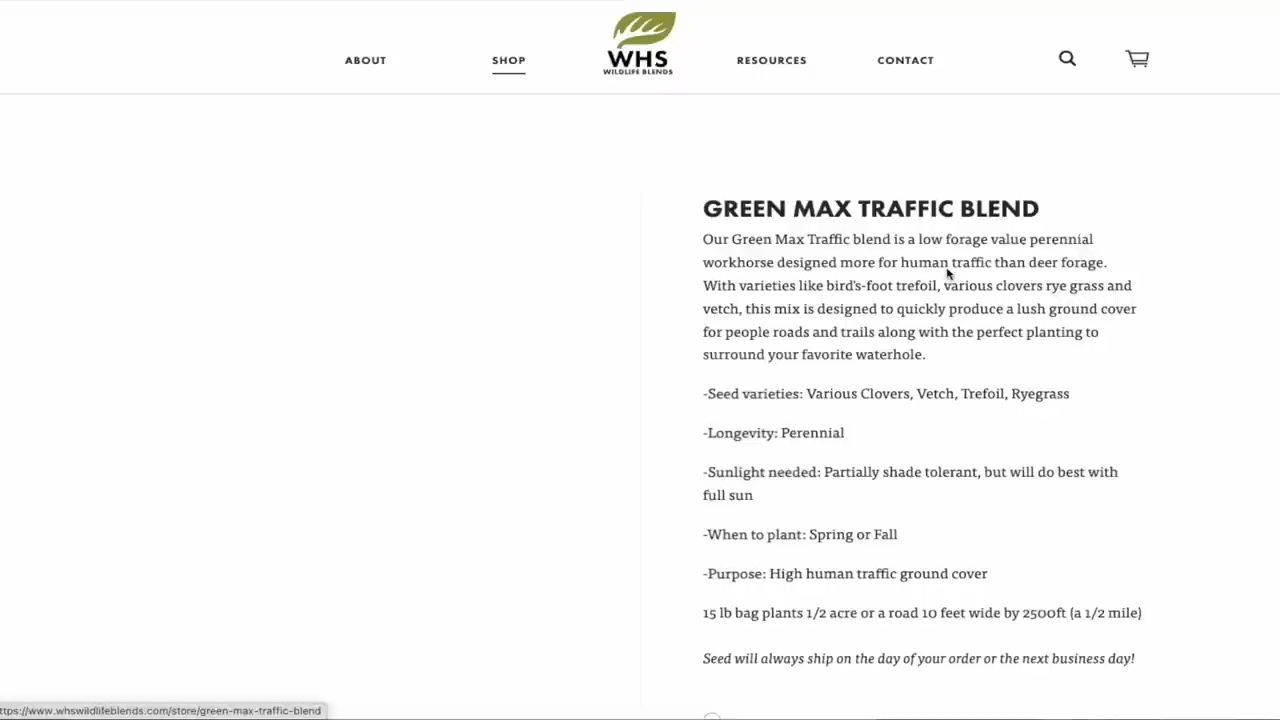 ABOUT
SHOP
WHS
WILDLIFE BLENDS
RESOURCES
CONTACT
GREEN MAX TRAFFIC BLEND
Our Green Max Traffic blend is a low forage value perennial
workhorse designed more for human traffic than deer forage.
With varieties like bird's-foot trefoil, various clovers rye grass and
vetch, this mix is designed to quickly produce a lush ground cover
for people roads and trails along with the perfect planting to
surround your favorite waterhole.
-Seed varieties: Various Clovers, Vetch, Trefoil, Ryegrass
-Longevity: Perennial
-Sunlight needed: Partially shade tolerant, but will do best with
full sun
-When to plant: Spring or Fall
-Purpose: High human traffic ground cover
15 lb bag plants 1/2 acre or a road 10 feet wide by 2500ft (a 1/2 mile)
Seed will always ship on the day of your order or the next business day!
ttps://www.whswildlifeblends.com/store/green-max-traffic-blend